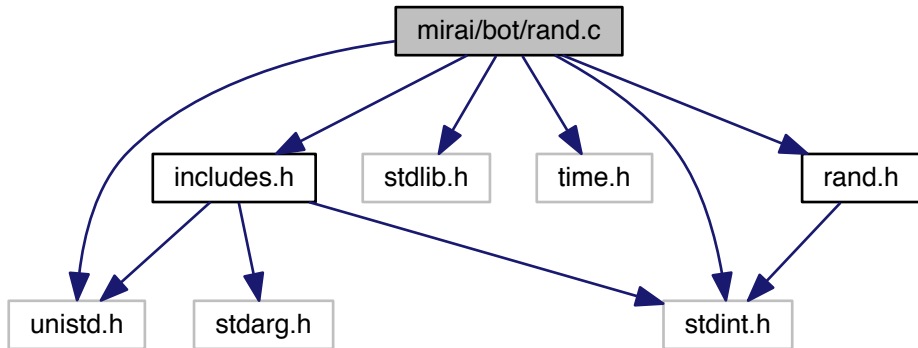 mirai/bot/rand.c
includes.h
stdlib.h
time.h
rand.h
unistd.h
stdarg.h
stdint.h